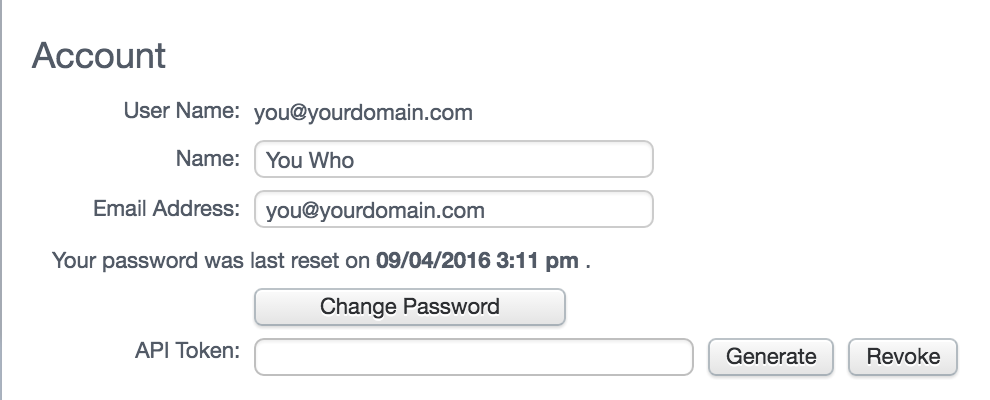 Account
User Name: you@yourdomain.com
Name: You Who
Email Address: you@yourdomain.com
Your password was last reset on 09/04/2016 3:11 pm .
Change Password
API Token: Generate Revoke